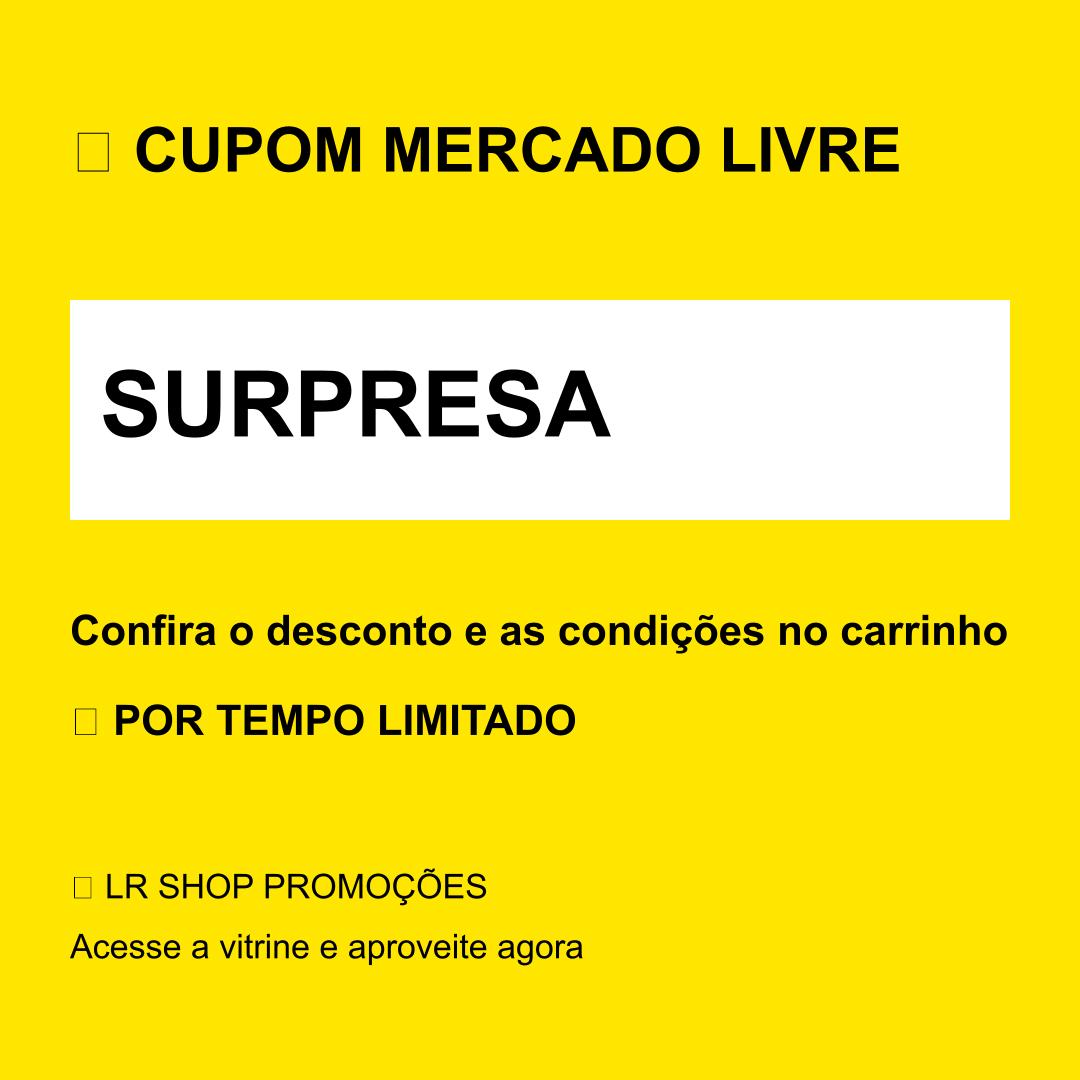 □ CUPOM MERCADO LIVRE
SURPRESA
Confira o desconto e as condições no carrinho
□ POR TEMPO LIMITADO
□ LR SHOP PROMOÇÕES
Acesse a vitrine e aproveite agora